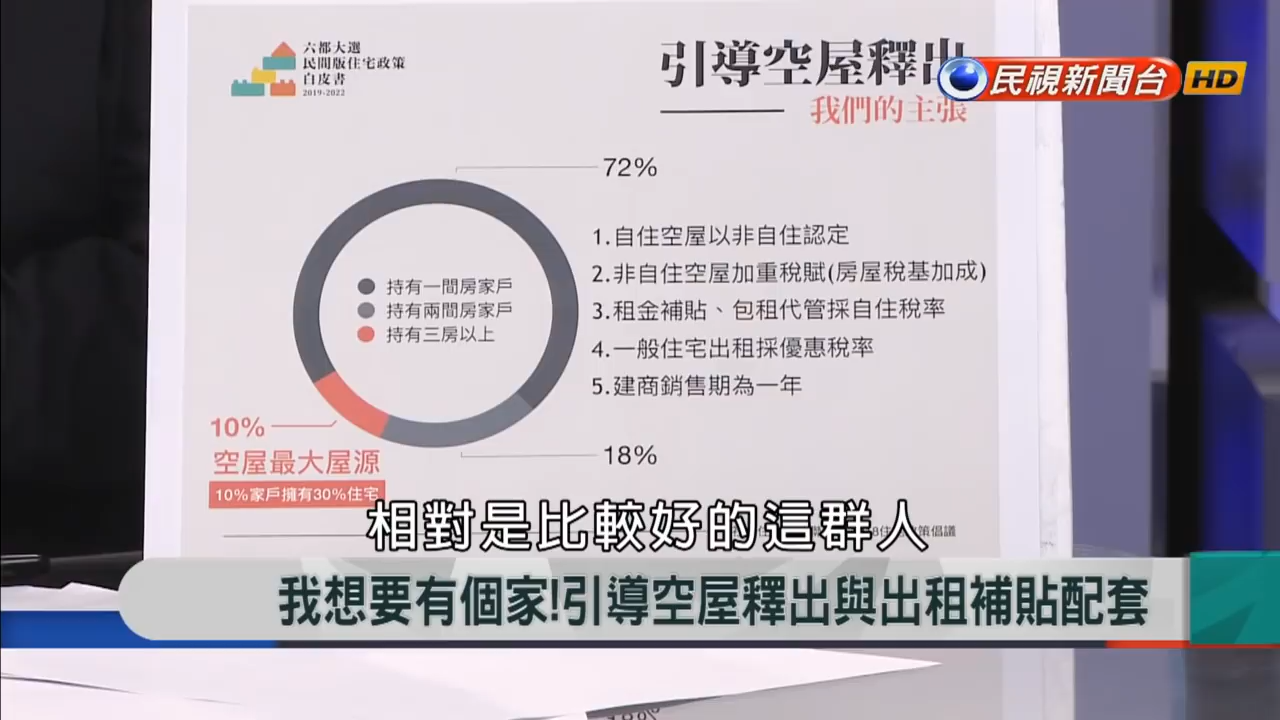 六都大選
民間版住宅政策
白皮書
2019-2022
引導空屋釋出
我們的主張
民視新聞台 HD
72%
持有一間房家戶
持有兩間房家戶
持有三房以上
1.自住空屋以非自住認定
2.非自住空屋加重稅賦(房屋稅基加成)
3.租金補貼、包租代管採自住稅率
4.一般住宅出租採優惠稅率
5.建商銷售期為一年
10%
空屋最大屋源
10%家戶擁有30%住宅
18%
策倡議
相對是比較好的這群人
我想要有個家!引導空屋釋出與出租補貼配套
18%